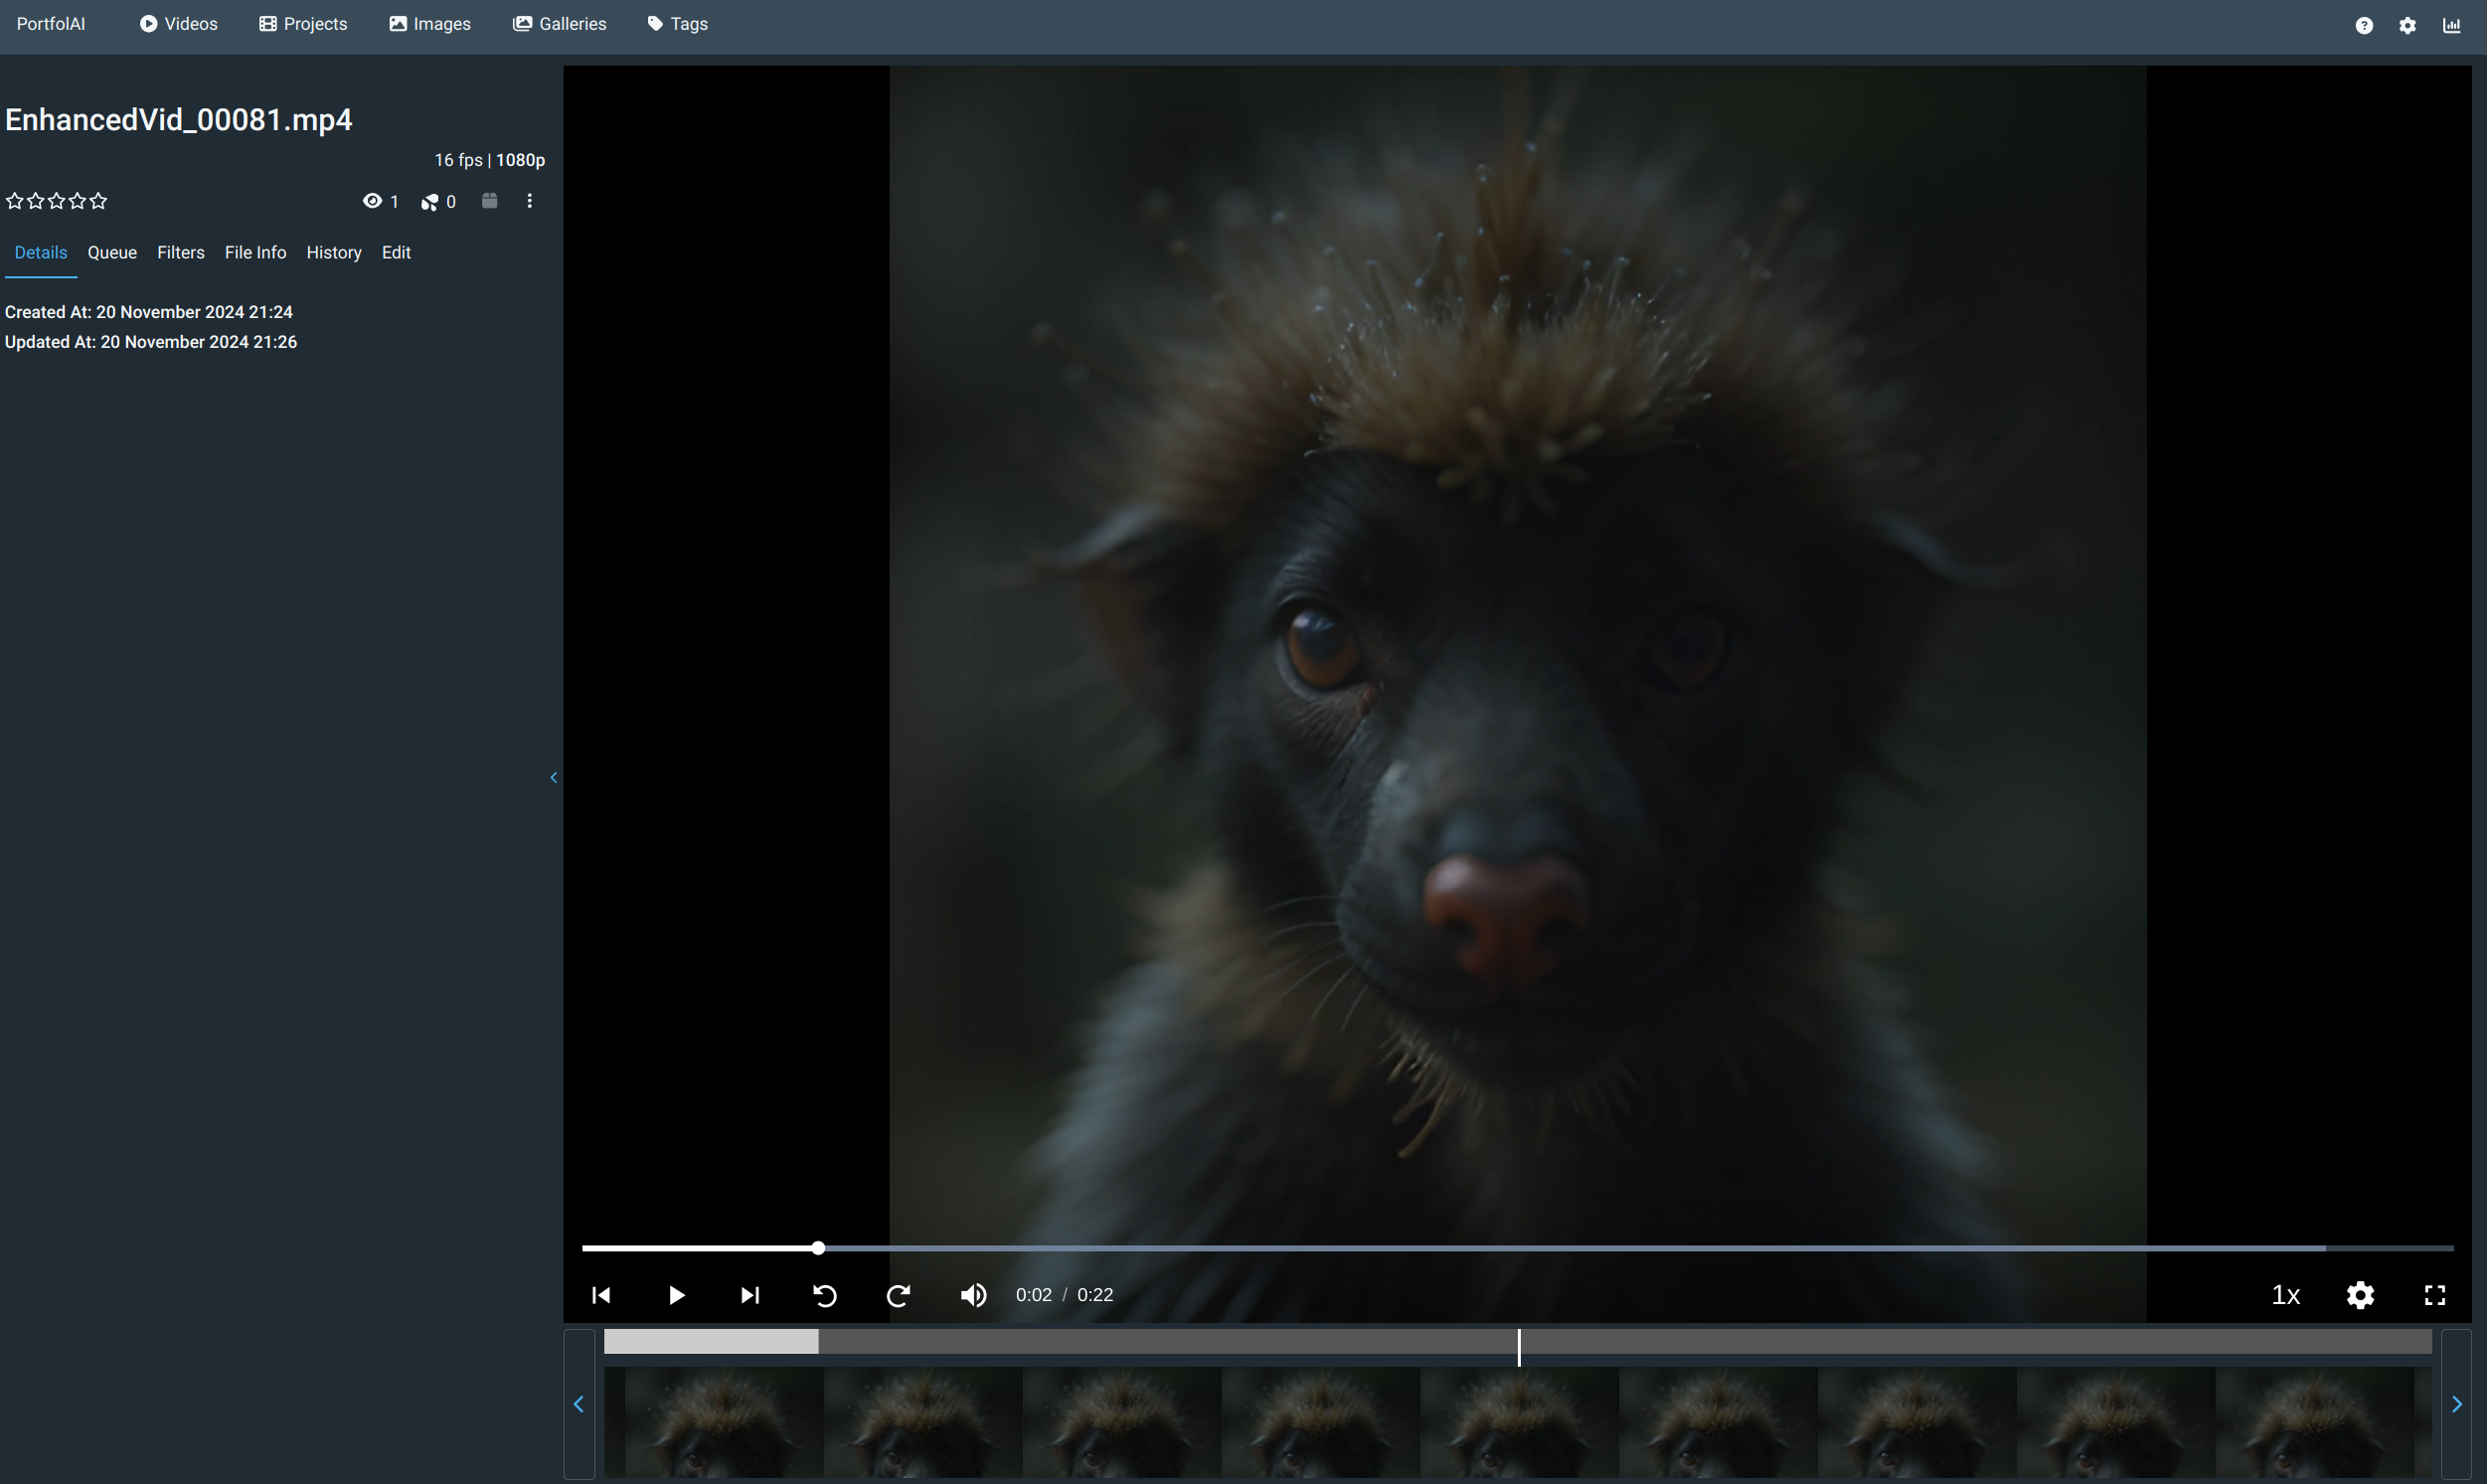 PortfolAI Videos Projects Images Galleries Tags
EnhancedVid_00081.mp4
16 fps | 1080p
1 0
Details Queue Filters File Info History Edit
Created At: 20 November 2024 21:24
Updated At: 20 November 2024 21:26
0:02 / 0:22 1x